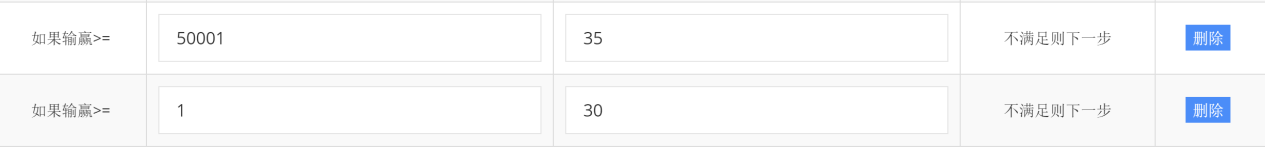 如果输赢>= 50001 35 不满足则下一步 删除
如果输赢>= 1 30 不满足则下一步 删除